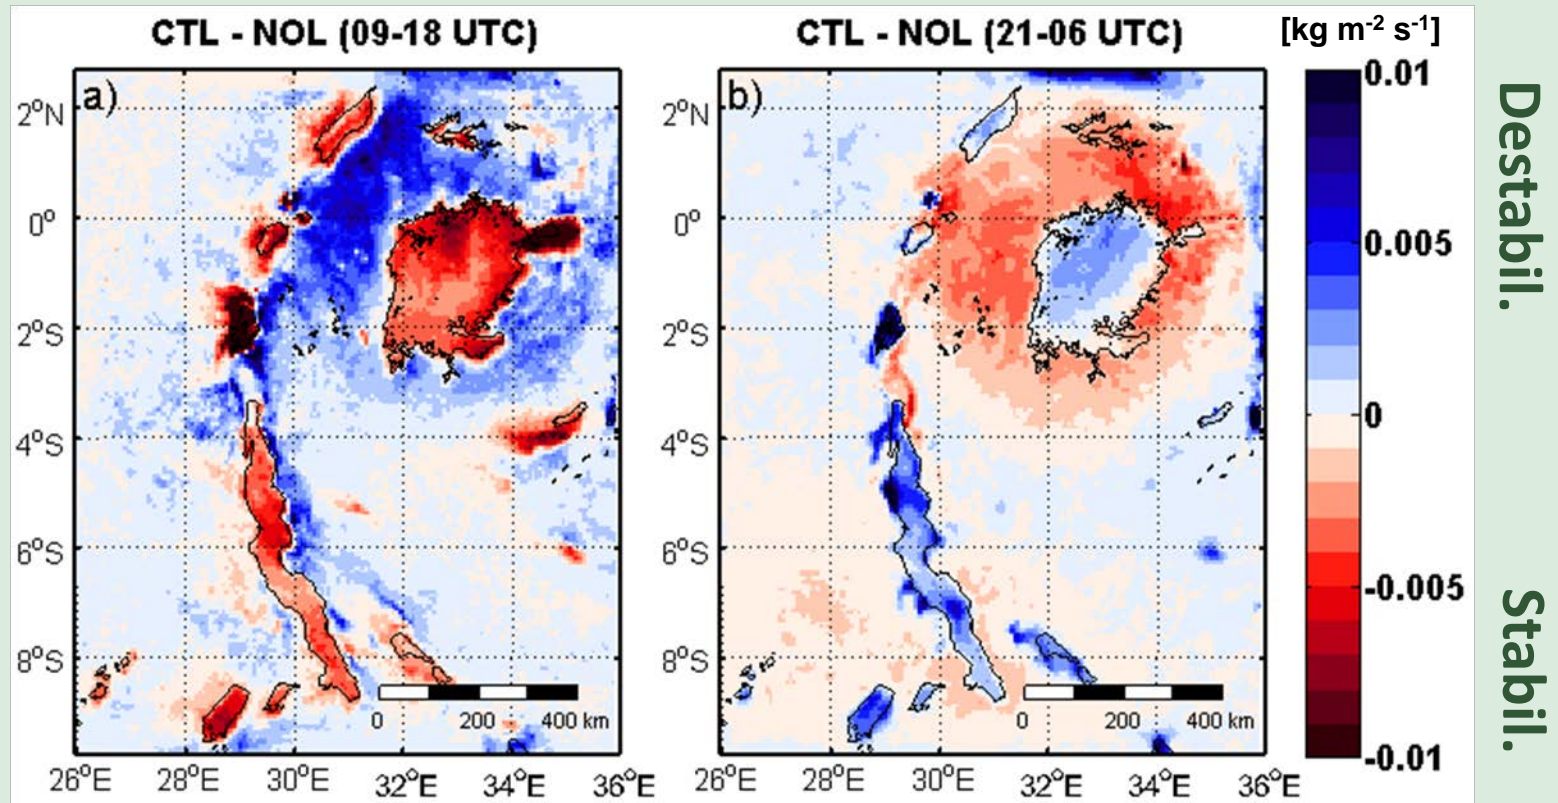 CTL - NOL (09-18 UTC)
CTL - NOL (21-06 UTC)
[kg m-2 s-1]
a)
b)
2°N
0°
2°S
4°S
6°S
8°S
26°E
28°E
30°E
32°E
34°E
36°E
0
200
400 km
2°N
0°
2°S
4°S
6°S
8°S
26°E
28°E
30°E
32°E
34°E
36°E
0
200
400 km
0.01
0.005
0
-0.005
-0.01
Destabil.
Stabil.